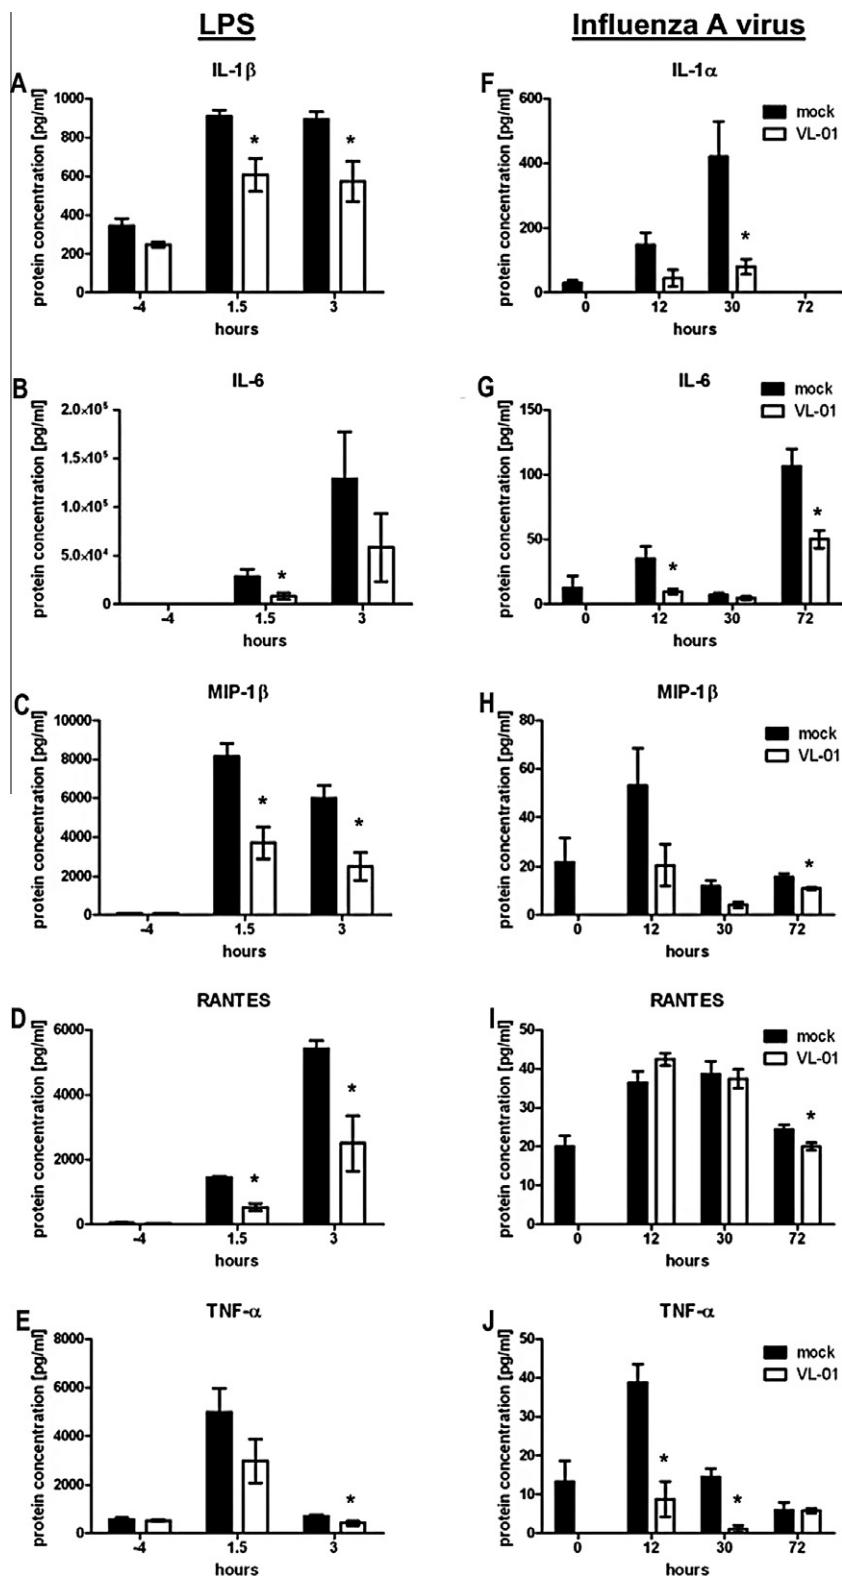 LPS
Influenza A virus
A
IL-1β
protein concentration [pg/ml]
1000
800
600
400
200
0
-4 1.5 3
hours
F
IL-1α
mock
VL-01
protein concentration [pg/ml]
600
400
200
0
0 12 30 72
hours
*
*
*
B
IL-6
protein concentration [pg/ml]
2.0×10⁵
1.5×10⁵
1.0×10⁵
5.0×10⁴
0
-4 1.5 3
hours
*
G
IL-6
mock
VL-01
protein concentration [pg/ml]
150
100
50
0
0 12 30 72
hours
*
*
C
MIP-1β
protein concentration [pg/ml]
10000
8000
6000
4000
2000
0
-4 1.5 3
hours
*
*
H
MIP-1β
mock
VL-01
protein concentration [pg/ml]
80
60
40
20
0
0 12 30 72
hours
*
D
RANTES
protein concentration [pg/ml]
6000
4000
2000
0
-4 1.5 3
hours
*
*
I
RANTES
mock
VL-01
protein concentration [pg/ml]
50
40
30
20
10
0
0 12 30 72
hours
*
E
TNF-α
protein concentration [pg/ml]
8000
6000
4000
2000
0
-4 1.5 3
hours
*
J
TNF-α
mock
VL-01
protein concentration [pg/ml]
50
40
30
20
10
0
0 12 30 72
hours
*
*